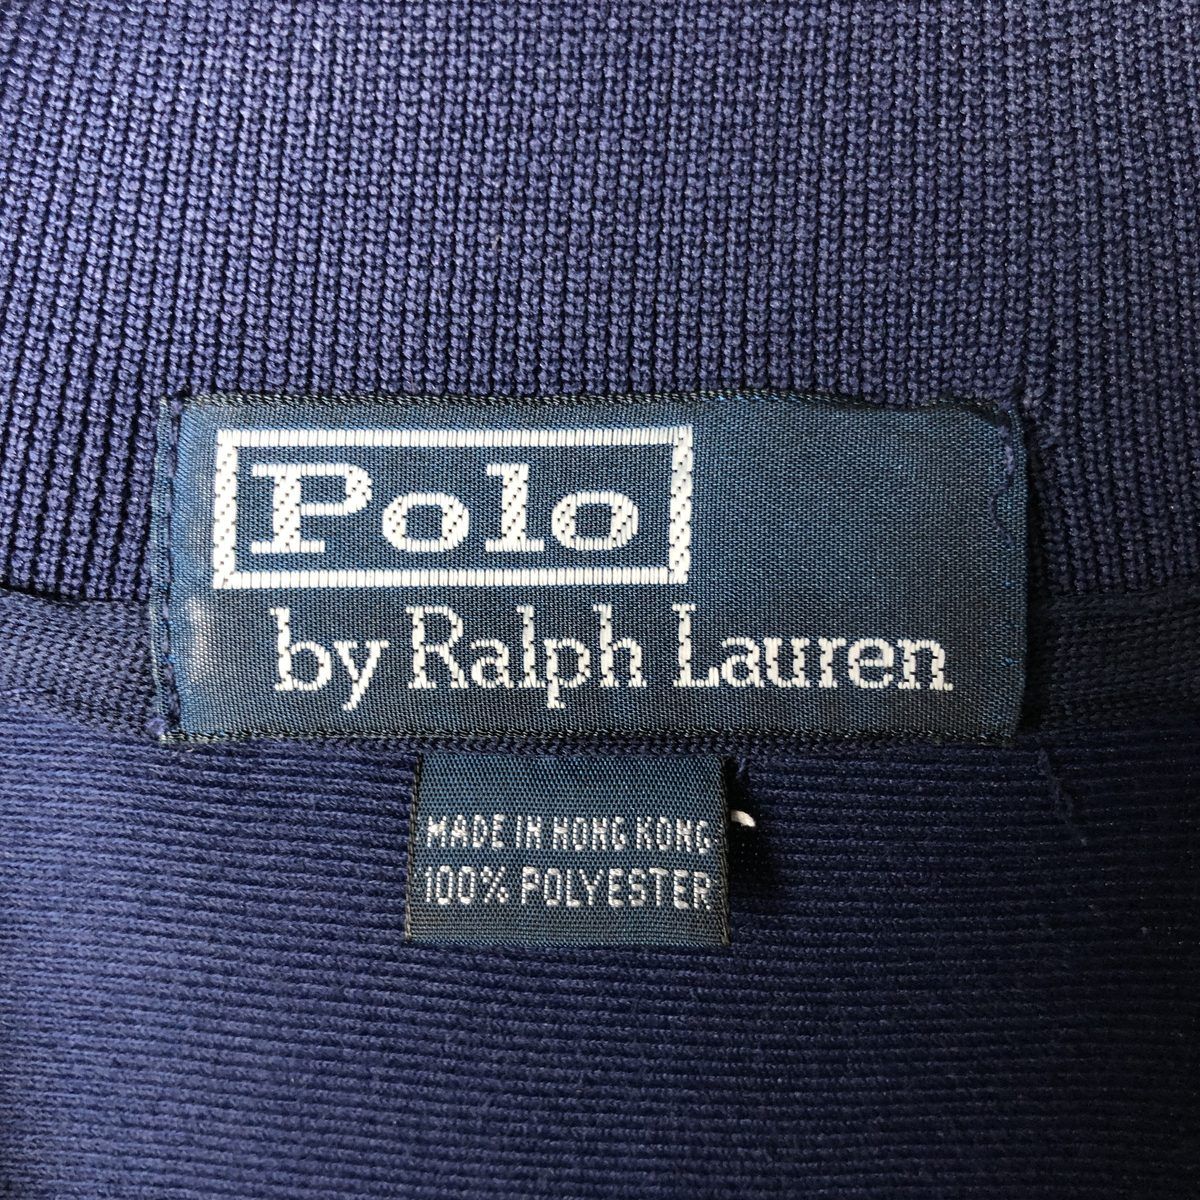 Polo
by Ralph Lauren
MADE IN HONG KONG
100% POLYESTER